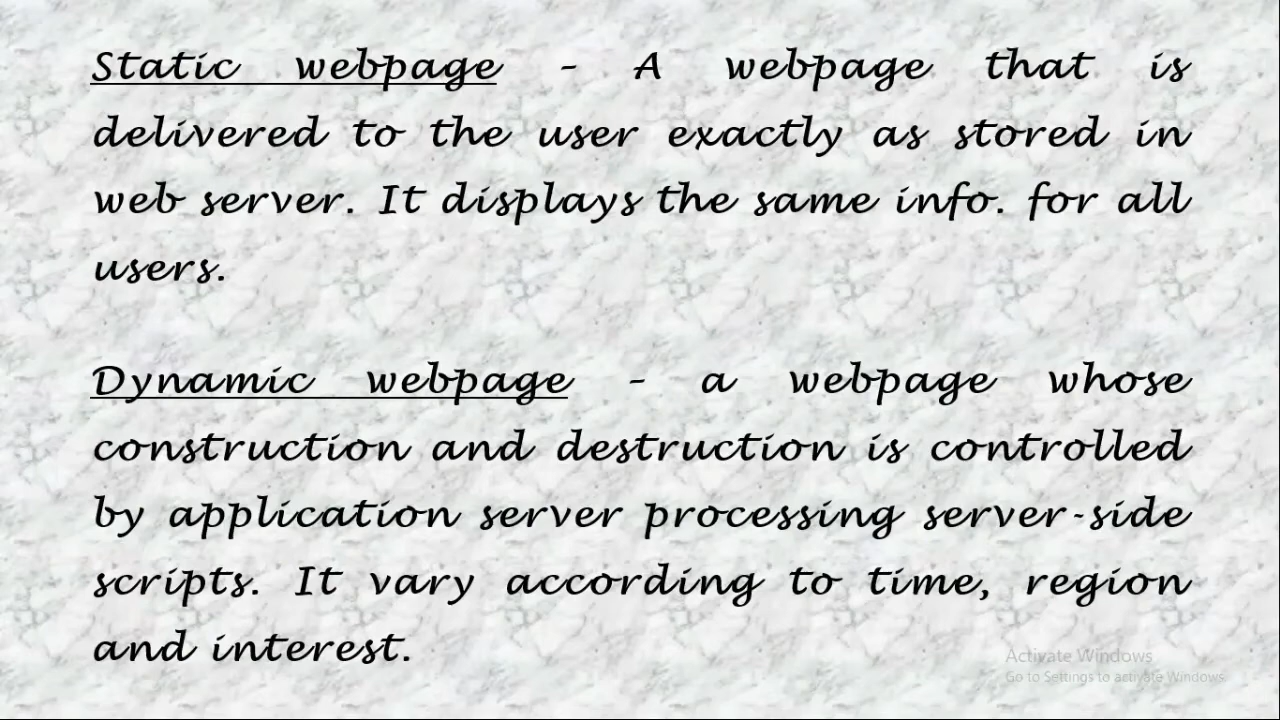 Static webpage - A webpage that is
delivered to the user exactly as stored in
web server. It displays the same info. for all
users.
Dynamic webpage - a webpage whose
construction and destruction is controlled
by application server processing server-side
scripts. It vary according to time, region
and interest.
Activate Windows
Go to Settings to activate Windows.